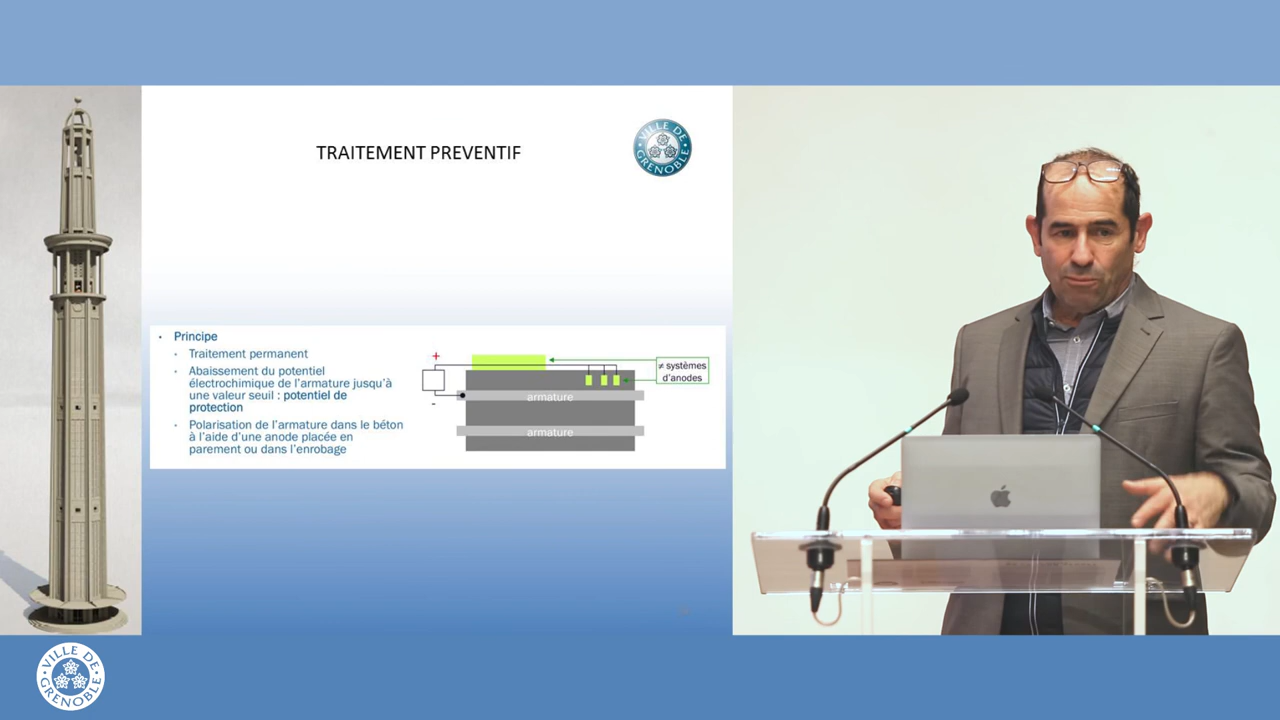 TRAITEMENT PREVENTIF
VILLE DE
GRENOBLE
• Principe
• Traitement permanent
• Abaissement du potentiel
électrochimique de l'armature jusqu'à
une valeur seuil : potentiel de
protection
• Polarisation de l'armature dans le béton
à l'aide d'une anode placée en
parement ou dans l'enrobage
+
-
≠ systèmes
d'anodes
armature
armature
VILLE DE
GRENOBLE